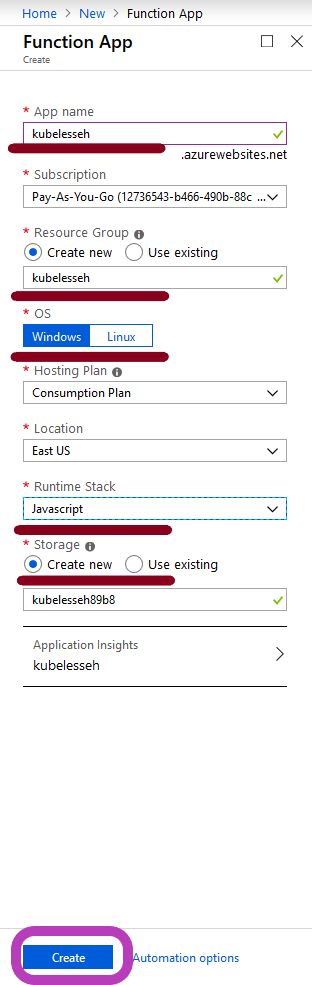 Home > New > Function App
Function App
Create
* App name
kubelesseh
.azurewebsites.net
* Subscription
Pay-As-You-Go (12736543-b466-490b-88c ...
* Resource Group
Create new Use existing
kubelesseh
* OS
Windows Linux
* Hosting Plan
Consumption Plan
* Location
East US
* Runtime Stack
Javascript
* Storage
Create new Use existing
kubelesseh89b8
Application Insights
kubelesseh
Create Automation options